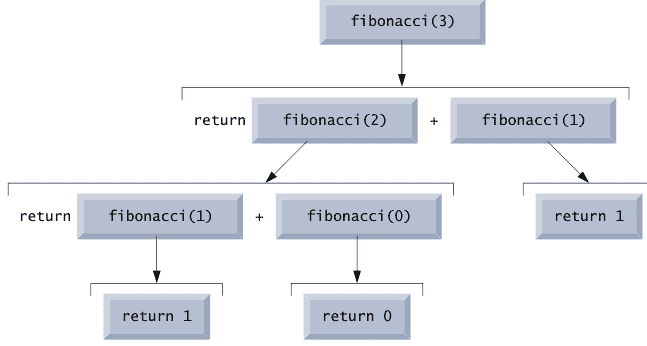 fibonacci(3)
return fibonacci(2) + fibonacci(1)
return fibonacci(1) + fibonacci(0)
return 1
return 1
return 0